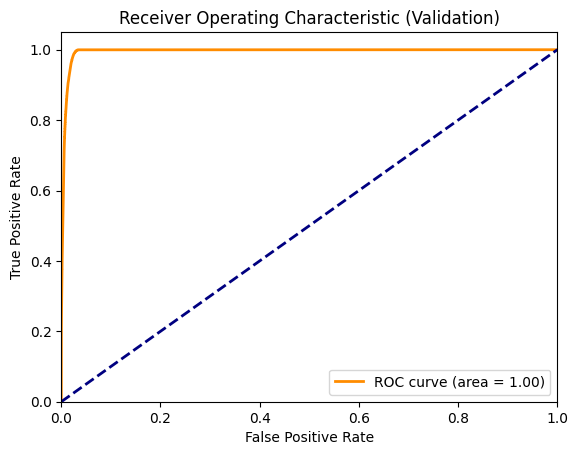 Receiver Operating Characteristic (Validation)
True Positive Rate
1.0
0.8
0.6
0.4
0.2
0.0
0.0 0.2 0.4 0.6 0.8 1.0
False Positive Rate
ROC curve (area = 1.00)